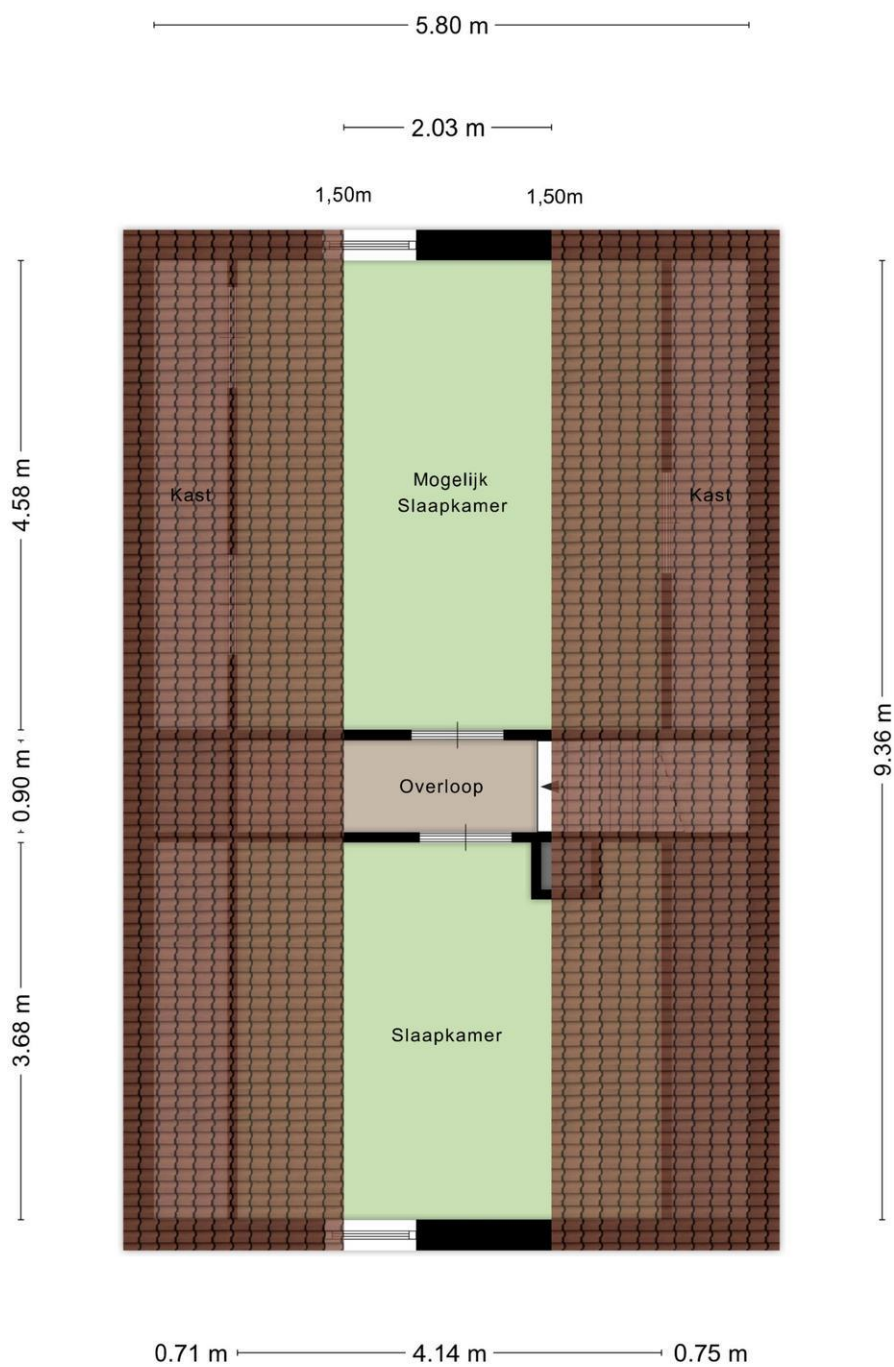 5.80 m
2.03 m
1,50m
1,50m
4.58 m
Kast
Mogelijk
Slaapkamer
Kast
0.90 m
Overloop
9.36 m
3.68 m
Slaapkamer
0.71 m
4.14 m
0.75 m